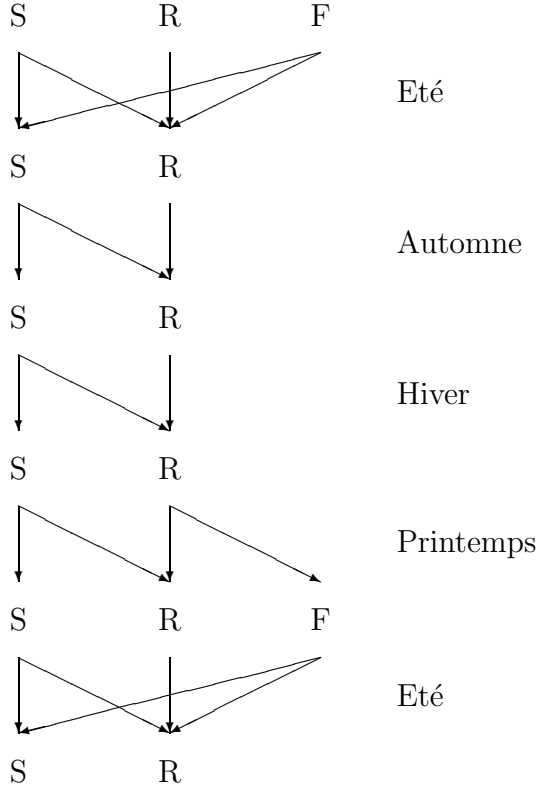 S R F
Eté
S R
Automne
S R
Hiver
S R
Printemps
S R F
Eté
S R